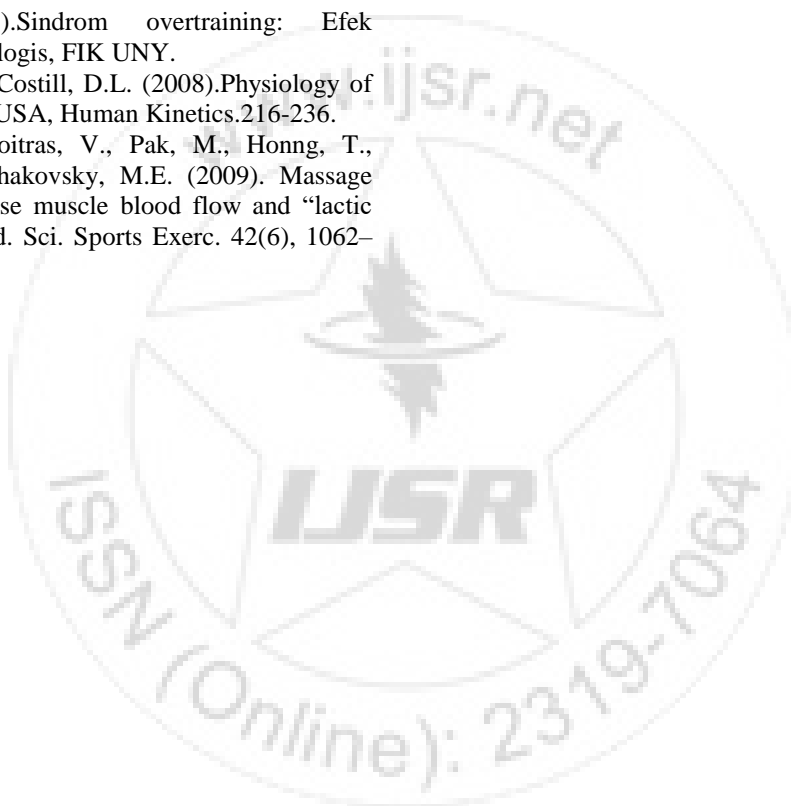 ).Sindrom overtraining: Efek
logis, FIK UNY.
Costill, D.L. (2008).Physiology of
USA, Human Kinetics.216-236.
oitras, V., Pak, M., Honng, T.,
hakovsky, M.E. (2009). Massage
se muscle blood flow and “lactic
d. Sci. Sports Exerc. 42(6), 1062–
www.ijsr.net
IJSR
ISSN (Online): 2319-7064